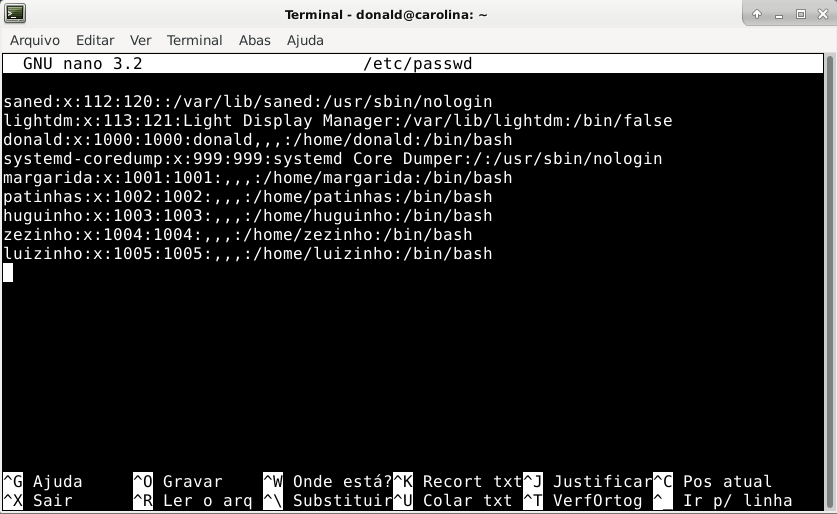 Terminal - donald@carolina: ~
Arquivo Editar Ver Terminal Abas Ajuda
GNU nano 3.2 /etc/passwd
saned:x:112:120::/var/lib/saned:/usr/sbin/nologin
lightdm:x:113:121:Light Display Manager:/var/lib/lightdm:/bin/false
donald:x:1000:1000:donald,,,:/home/donald:/bin/bash
systemd-coredump:x:999:999:systemd Core Dumper:/:/usr/sbin/nologin
margarida:x:1001:1001:,,,:/home/margarida:/bin/bash
patinhas:x:1002:1002:,,,:/home/patinhas:/bin/bash
huguinho:x:1003:1003:,,,:/home/huguinho:/bin/bash
zezinho:x:1004:1004:,,,:/home/zezinho:/bin/bash
luizinho:x:1005:1005:,,,:/home/luizinho:/bin/bash
^G Ajuda ^O Gravar ^W Onde está? ^K Recort txt ^J Justificar ^C Pos atual
^X Sair ^R Ler o arq ^\ Substituir ^U Colar txt ^T VerfOrtog ^_ Ir p/ linha